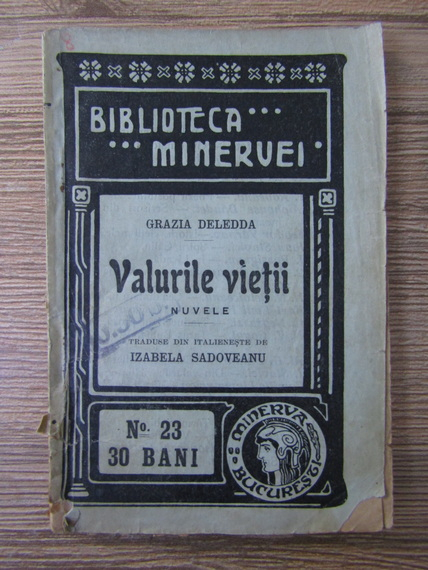 BIBLIOTECA
MINERVEI
GRAZIA DELEDDA
Valurile vieții
NUVELE
TRADUSE DIN ITALIENEȘTE DE
IZABELA SADOVEANU
No. 23
30 BANI
MINERVA
BUCUREȘTI